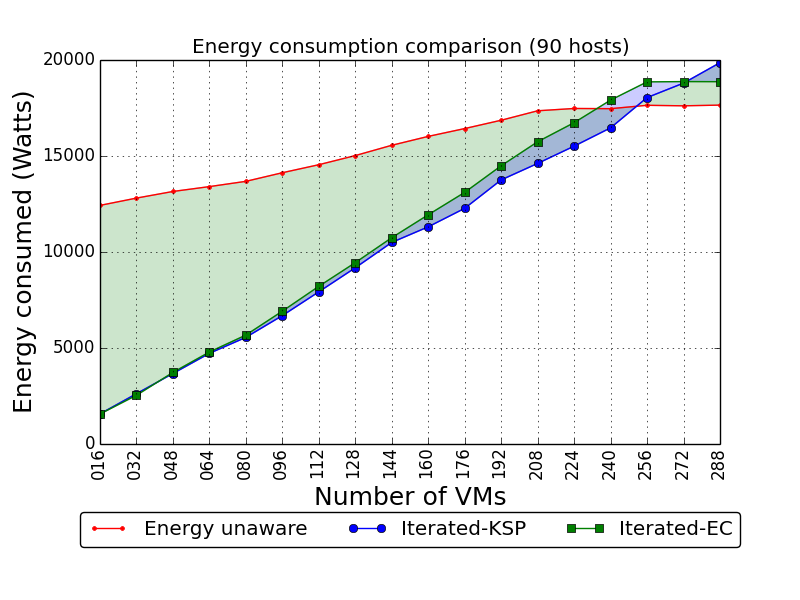 Energy consumption comparison (90 hosts)
20000
15000
10000
5000
0
Energy consumed (Watts)
016 032 048 064 080 096 112 128 144 160 176 192 208 224 240 256 272 288
Number of VMs
Energy unaware Iterated-KSP Iterated-EC